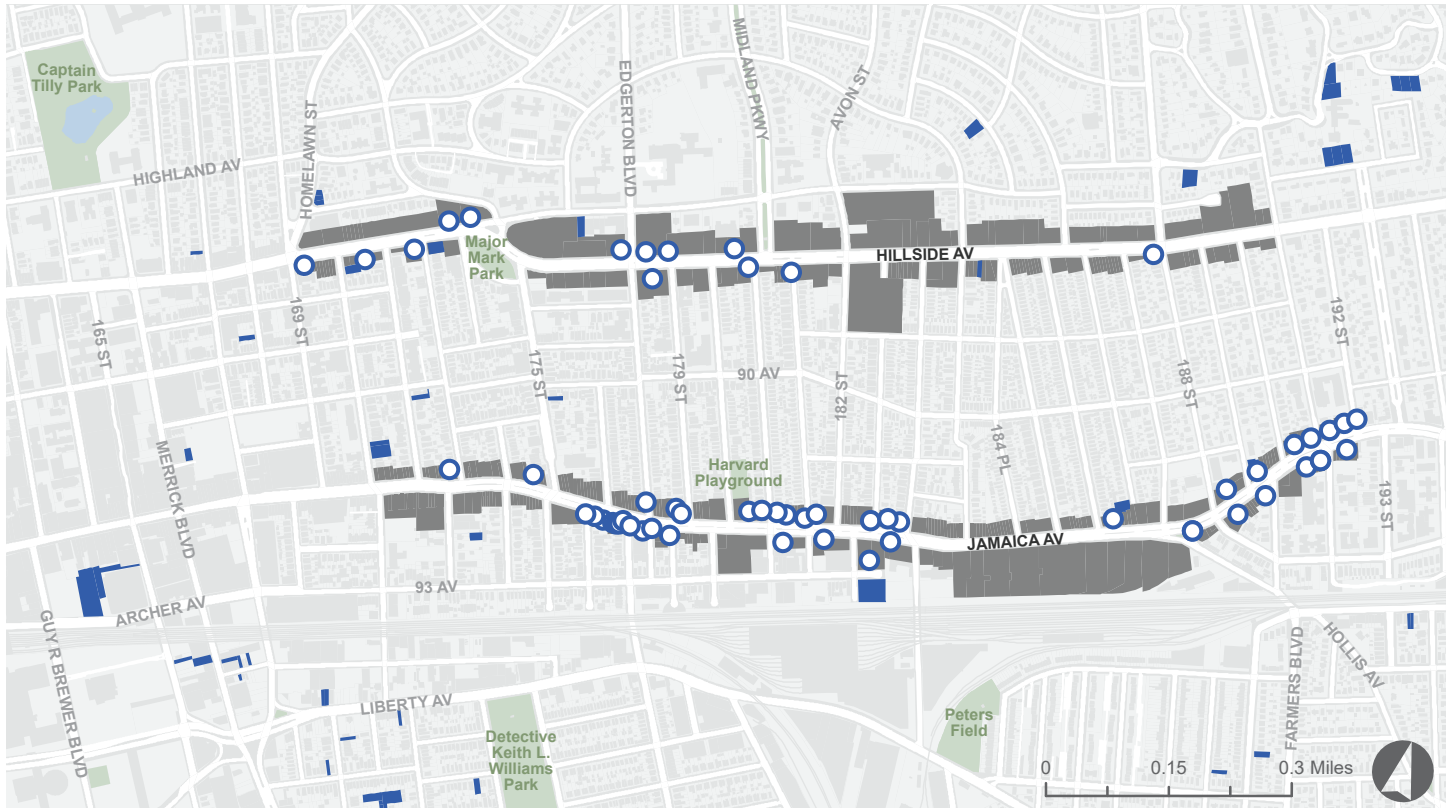 MIDLAND PKWY
Captain
Tilly Park
EDGERTON BLVD
AVON ST
HOMELAWN ST
HIGHLAND AV
Major
Mark
Park
HILLSIDE AV
165 ST
169 ST
175 ST
179 ST
90 AV
182 ST
188 ST
192 ST
184 PL
MERRICK BLVD
Harvard
Playground
193 ST
JAMAICA AV
93 AV
ARCHER AV
GUY R BREWER BLVD
LIBERTY AV
Detective
Keith L.
Williams
Park
Peters
Field
FARMERS BLVD
HOLLIS AV
0 0.15 0.3 Miles